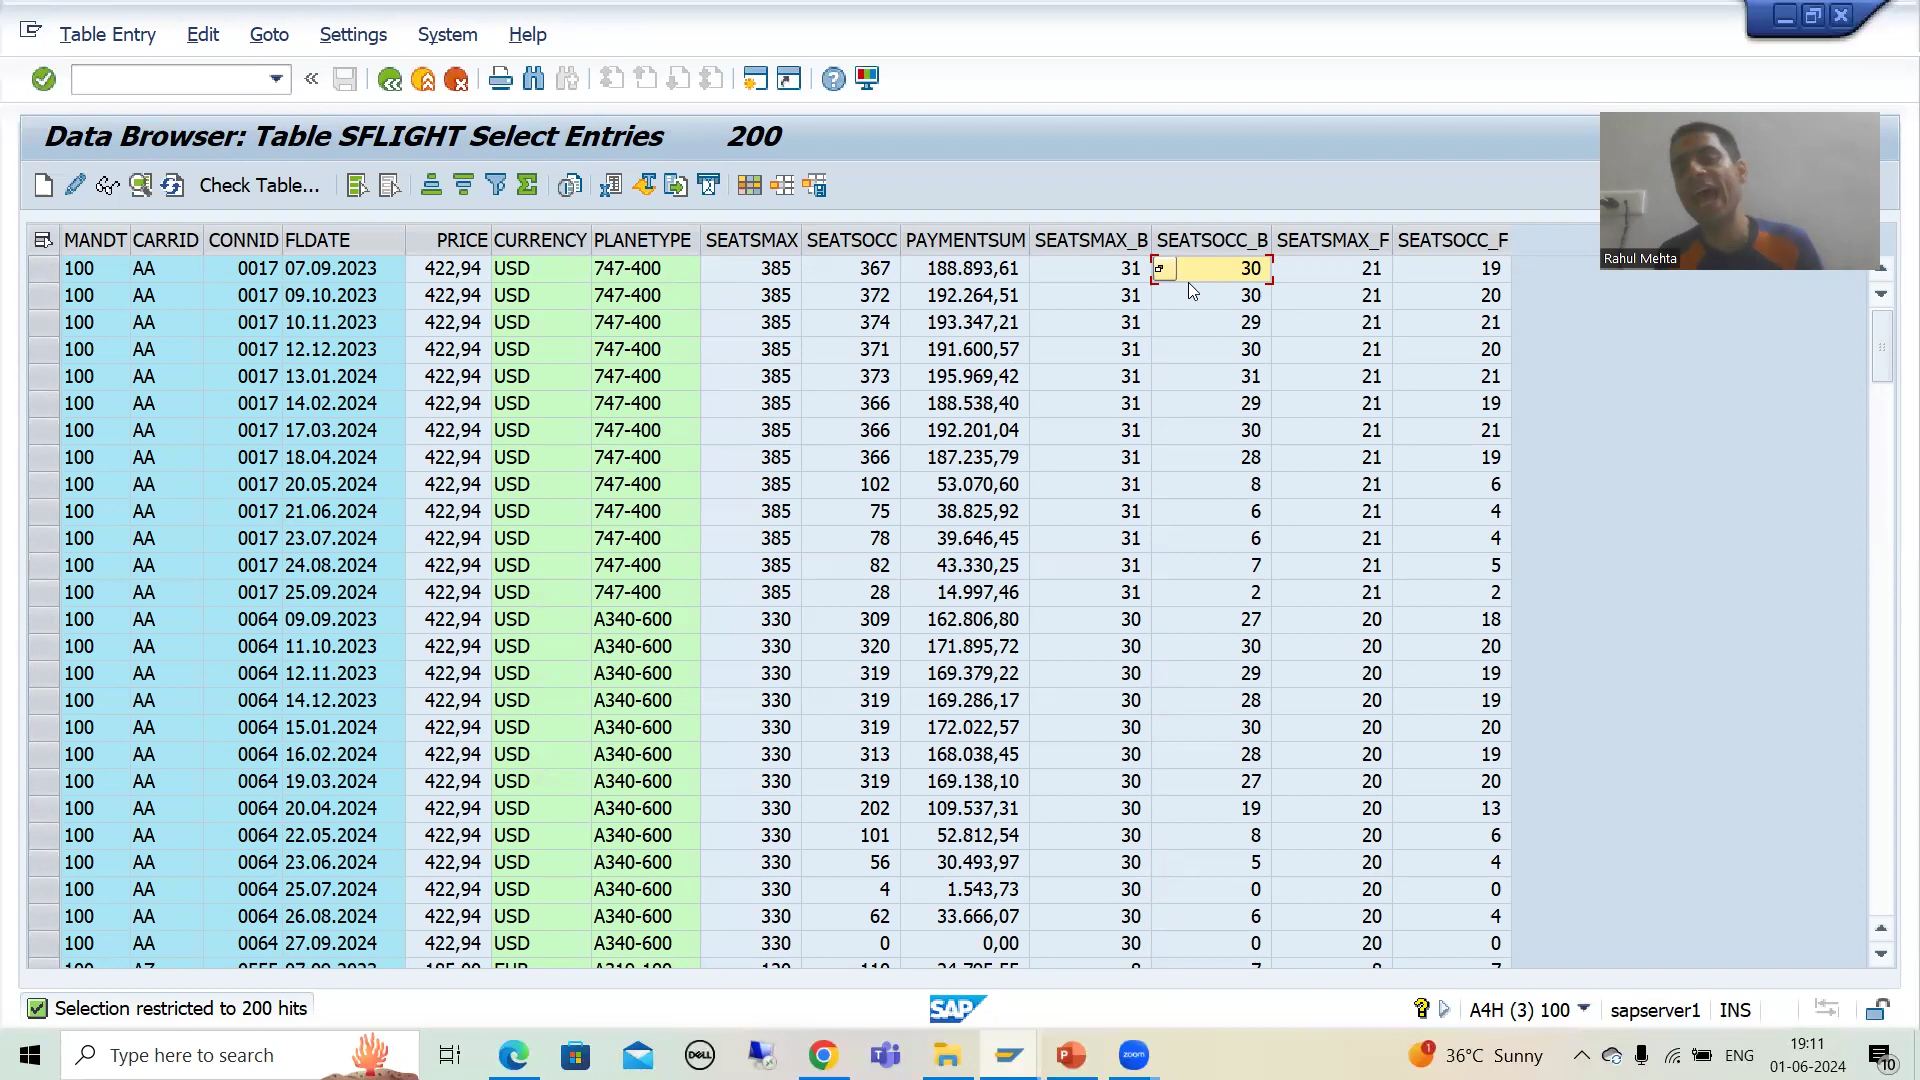 Table Entry Edit Goto Settings System Help
Data Browser: Table SFLIGHT Select Entries 200
Check Table...
Rahul Mehta
MANDT CARRID CONNID FLDATE PRICE CURRENCY PLANETYPE SEATSMAX SEATSOCC PAYMENTSUM SEATSMAX_B SEATSOCC_B SEATSMAX_F SEATSOCC_F
100 AA 0017 07.09.2023 422,94 USD 747-400 385 367 188.893,61 31 30 21 19
100 AA 0017 09.10.2023 422,94 USD 747-400 385 372 192.264,51 31 30 21 20
100 AA 0017 10.11.2023 422,94 USD 747-400 385 374 193.347,21 31 29 21 21
100 AA 0017 12.12.2023 422,94 USD 747-400 385 371 191.600,57 31 30 21 20
100 AA 0017 13.01.2024 422,94 USD 747-400 385 373 195.969,42 31 31 21 21
100 AA 0017 14.02.2024 422,94 USD 747-400 385 366 188.538,40 31 29 21 19
100 AA 0017 17.03.2024 422,94 USD 747-400 385 366 192.201,04 31 30 21 21
100 AA 0017 18.04.2024 422,94 USD 747-400 385 366 187.235,79 31 28 21 19
100 AA 0017 20.05.2024 422,94 USD 747-400 385 102 53.070,60 31 8 21 6
100 AA 0017 21.06.2024 422,94 USD 747-400 385 75 38.825,92 31 6 21 4
100 AA 0017 23.07.2024 422,94 USD 747-400 385 78 39.646,45 31 6 21 4
100 AA 0017 24.08.2024 422,94 USD 747-400 385 82 43.330,25 31 7 21 5
100 AA 0017 25.09.2024 422,94 USD 747-400 385 28 14.997,46 31 2 21 2
100 AA 0064 09.09.2023 422,94 USD A340-600 330 309 162.806,80 30 27 20 18
100 AA 0064 11.10.2023 422,94 USD A340-600 330 320 171.895,72 30 30 20 20
100 AA 0064 12.11.2023 422,94 USD A340-600 330 319 169.379,22 30 29 20 19
100 AA 0064 14.12.2023 422,94 USD A340-600 330 319 169.286,17 30 28 20 19
100 AA 0064 15.01.2024 422,94 USD A340-600 330 319 172.022,57 30 30 20 20
100 AA 0064 16.02.2024 422,94 USD A340-600 330 313 168.038,45 30 28 20 19
100 AA 0064 19.03.2024 422,94 USD A340-600 330 319 169.138,10 30 27 20 20
100 AA 0064 20.04.2024 422,94 USD A340-600 330 202 109.537,31 30 19 20 13
100 AA 0064 22.05.2024 422,94 USD A340-600 330 101 52.812,54 30 8 20 6
100 AA 0064 23.06.2024 422,94 USD A340-600 330 56 30.493,97 30 5 20 4
100 AA 0064 25.07.2024 422,94 USD A340-600 330 4 1.543,73 30 0 20 0
100 AA 0064 26.08.2024 422,94 USD A340-600 330 62 33.666,07 30 6 20 4
100 AA 0064 27.09.2024 422,94 USD A340-600 330 0 0,00 30 0 20 0
Selection restricted to 200 hits
SAP
A4H (3) 100 sapserver1 INS
Type here to search
DELL
zoom
1
36°C Sunny
ENG
19:11
01-06-2024
10